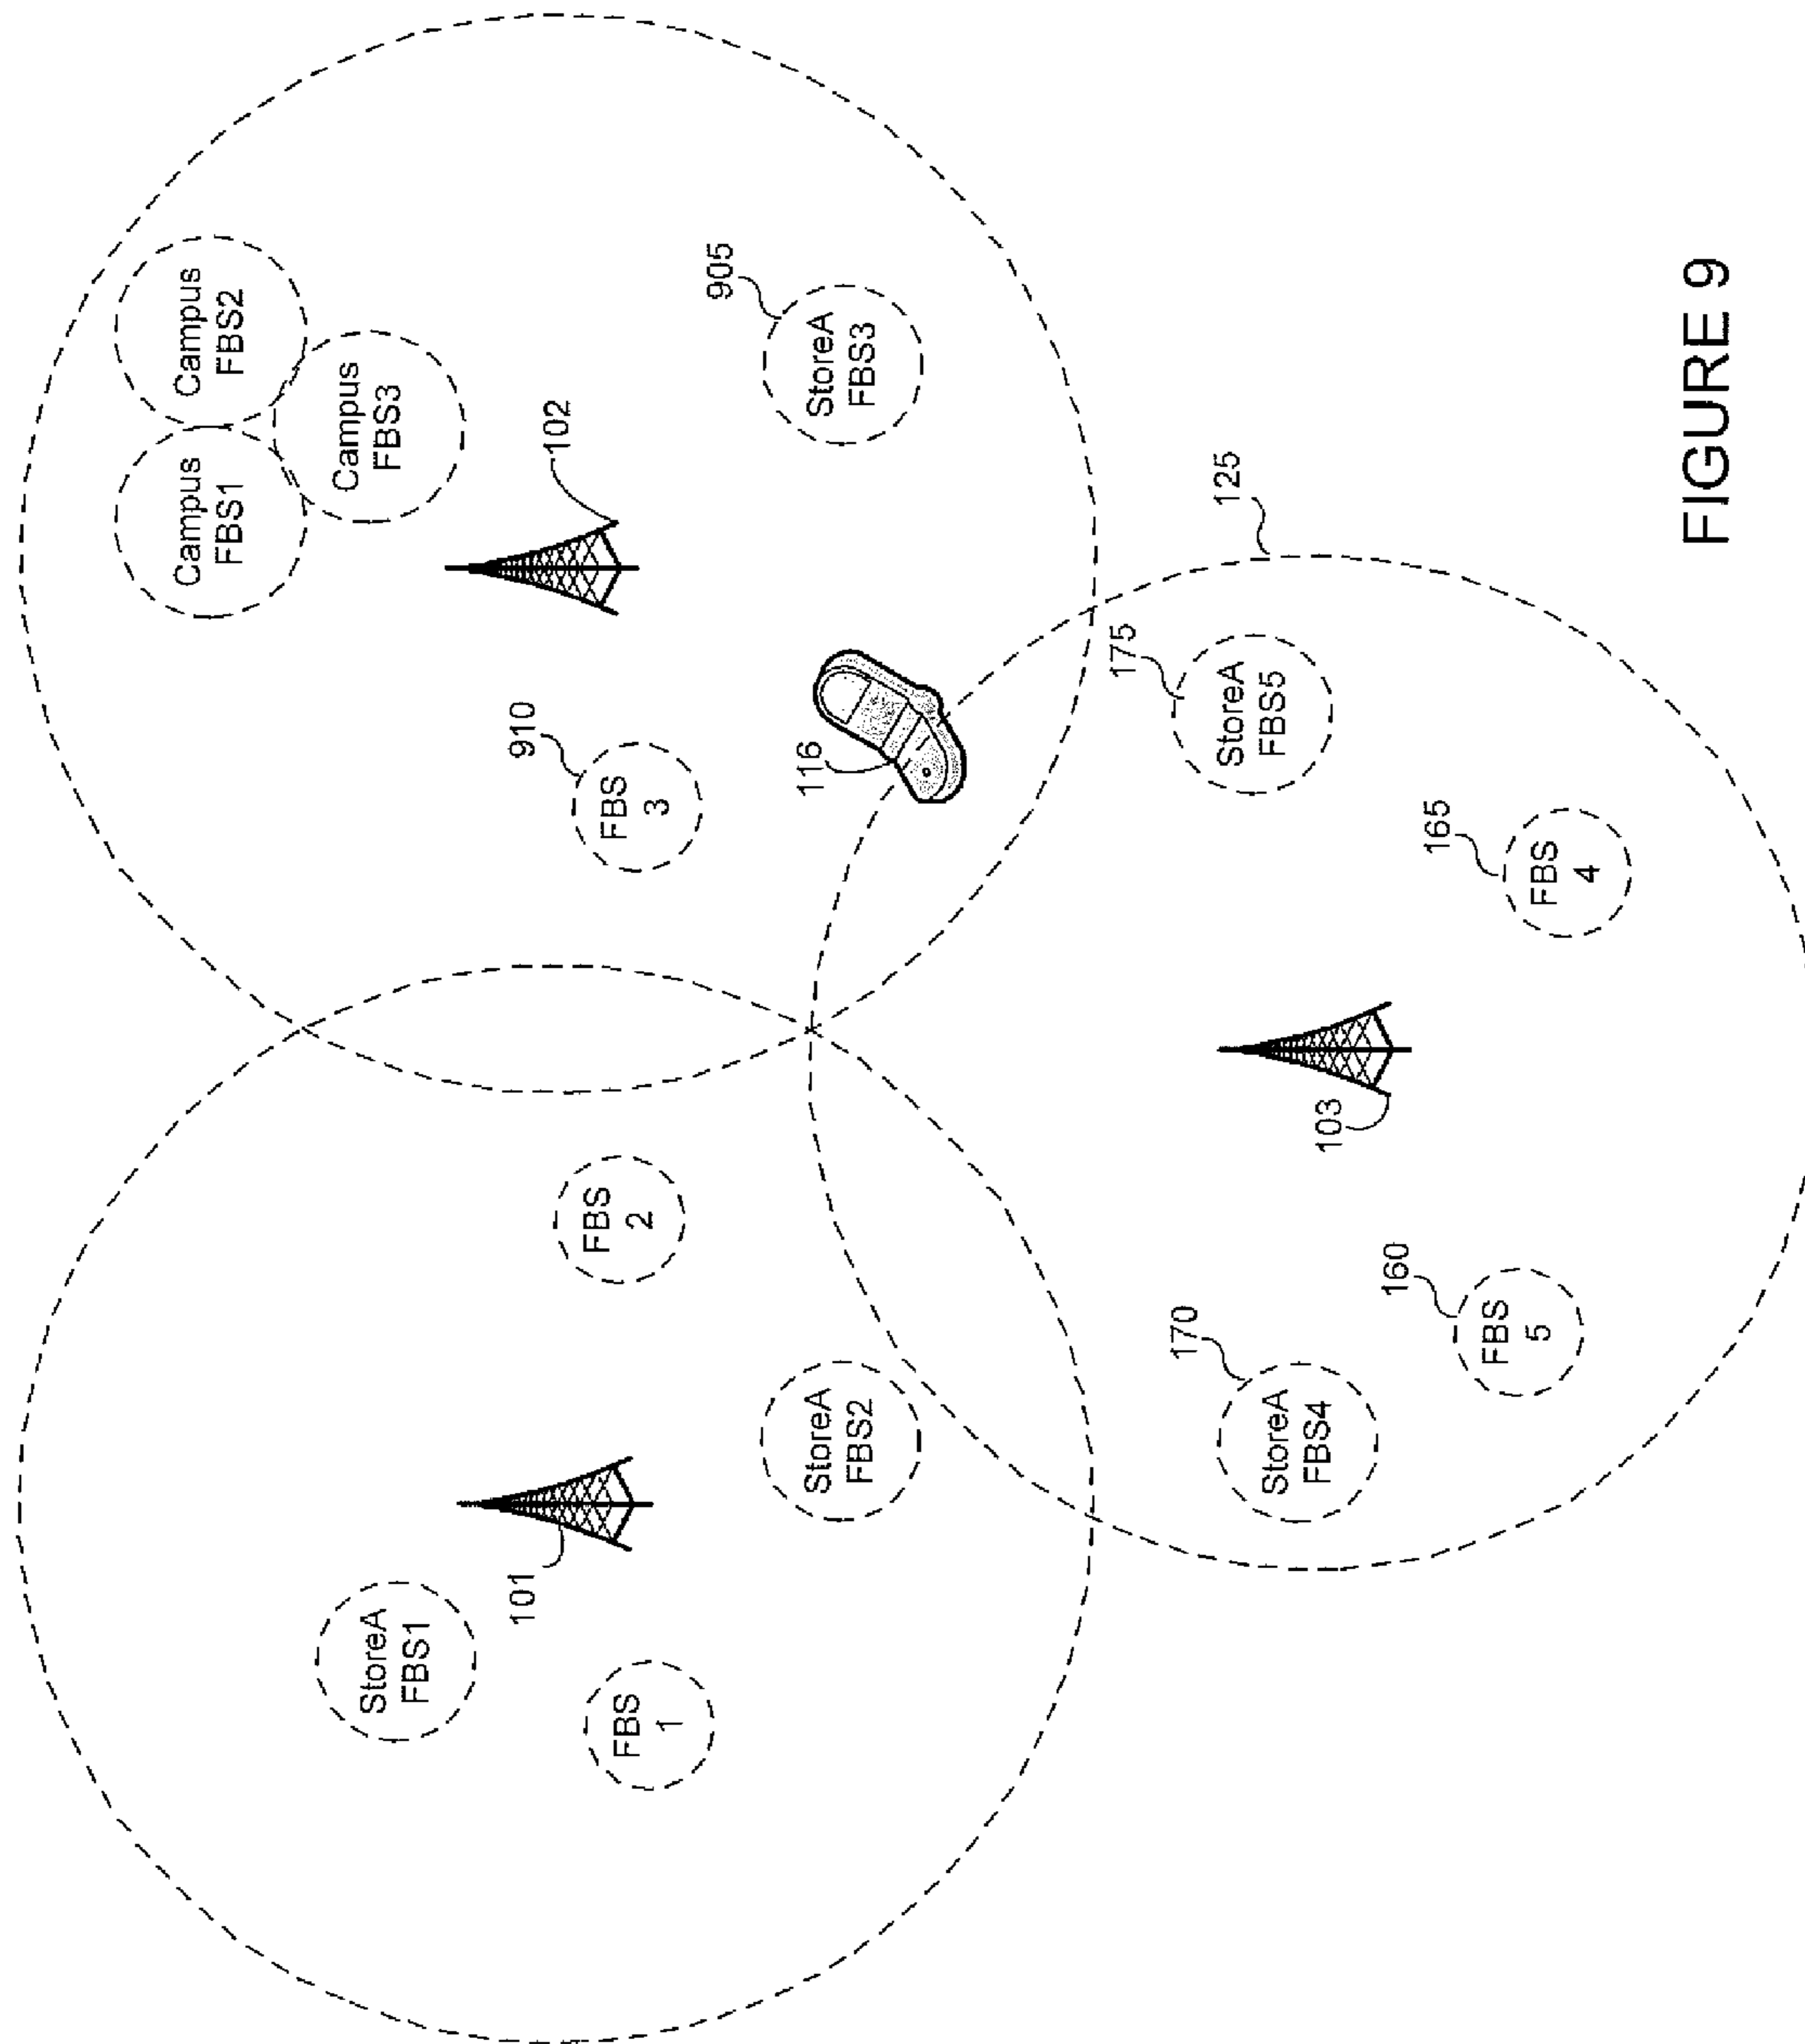 Campus
FBS1
Campus
FBS2
Campus
FBS3
StoreA
FBS1
101
102
FBS
1
FBS
2
910
FBS
3
905
StoreA
FBS3
StoreA
FBS2
116
125
170
StoreA
FBS4
175
StoreA
FBS5
103
160
FBS
5
165
FBS
4
FIGURE 9